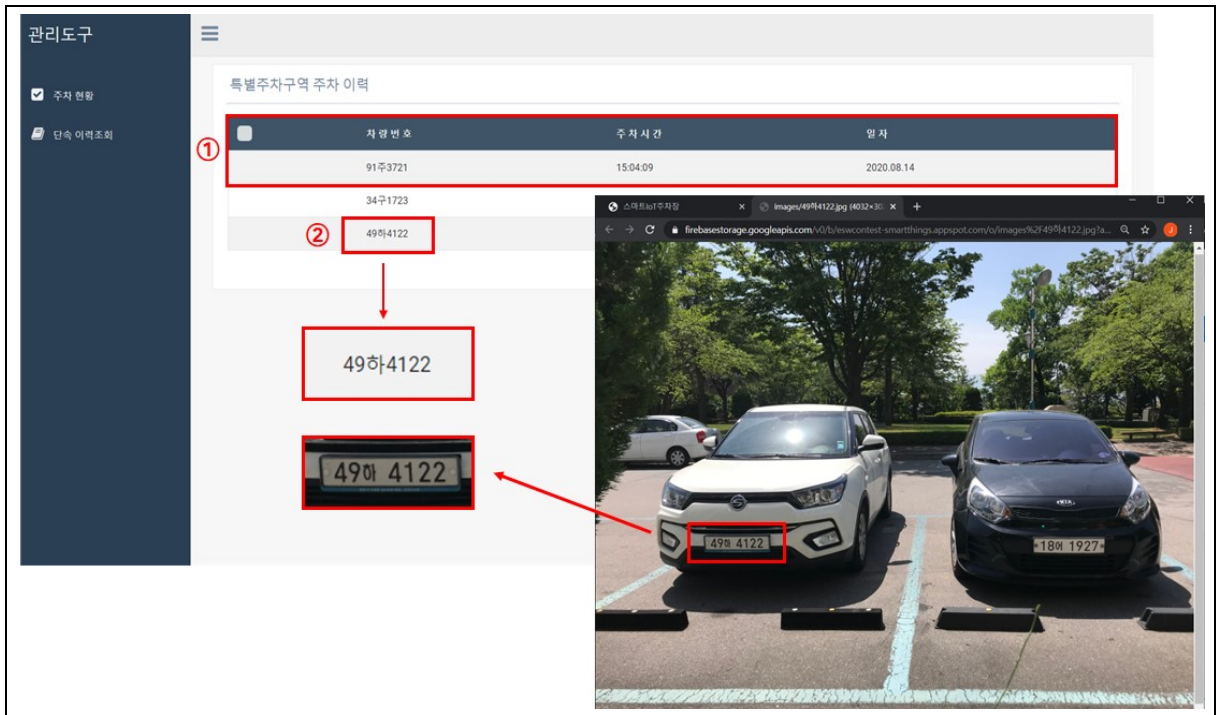 관리도구
주차 현황
단속 이력조회
특별주차구역 주차 이력
①
차량번호 주차시간 일자
91주3721 15:04:09 2020.08.14
34구1723
②
49하4122
49하4122
49하 4122
스마트IoT주차장
images/49하4122.jpg (4032×30
firebasestorage.googleapis.com/v0/b/eswcontest-smartthings.appspot.com/o/images%2F49하4122.jpg?a...
J
KIA
49하 4122
1927